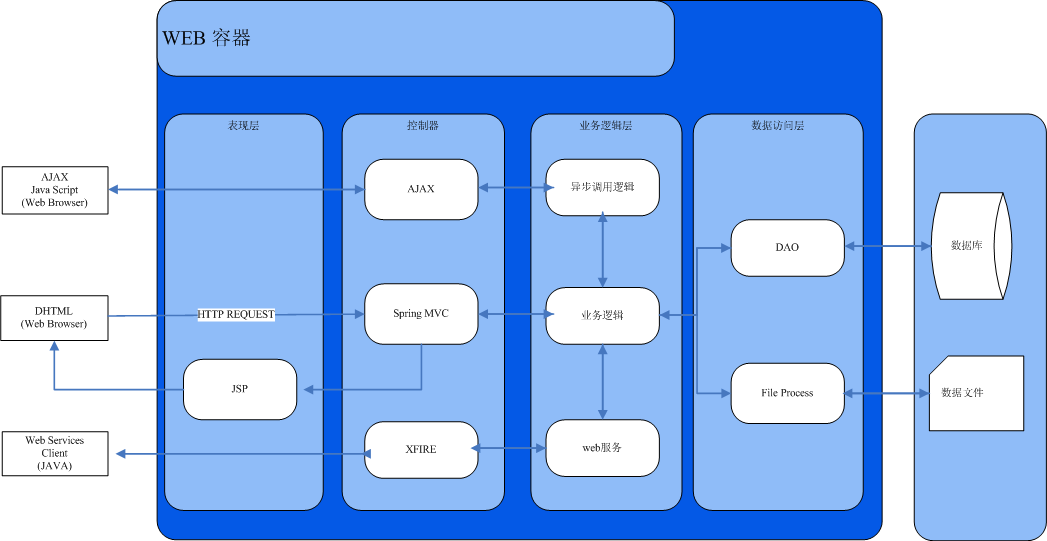 WEB 容器
表现层
控制器
业务逻辑层
数据访问层
AJAX
Java Script
(Web Browser)
AJAX
异步调用逻辑
DAO
数据库
DHTML
(Web Browser)
HTTP REQUEST
Spring MVC
业务逻辑
JSP
File Process
数据文件
Web Services
Client
(JAVA)
XFIRE
web服务